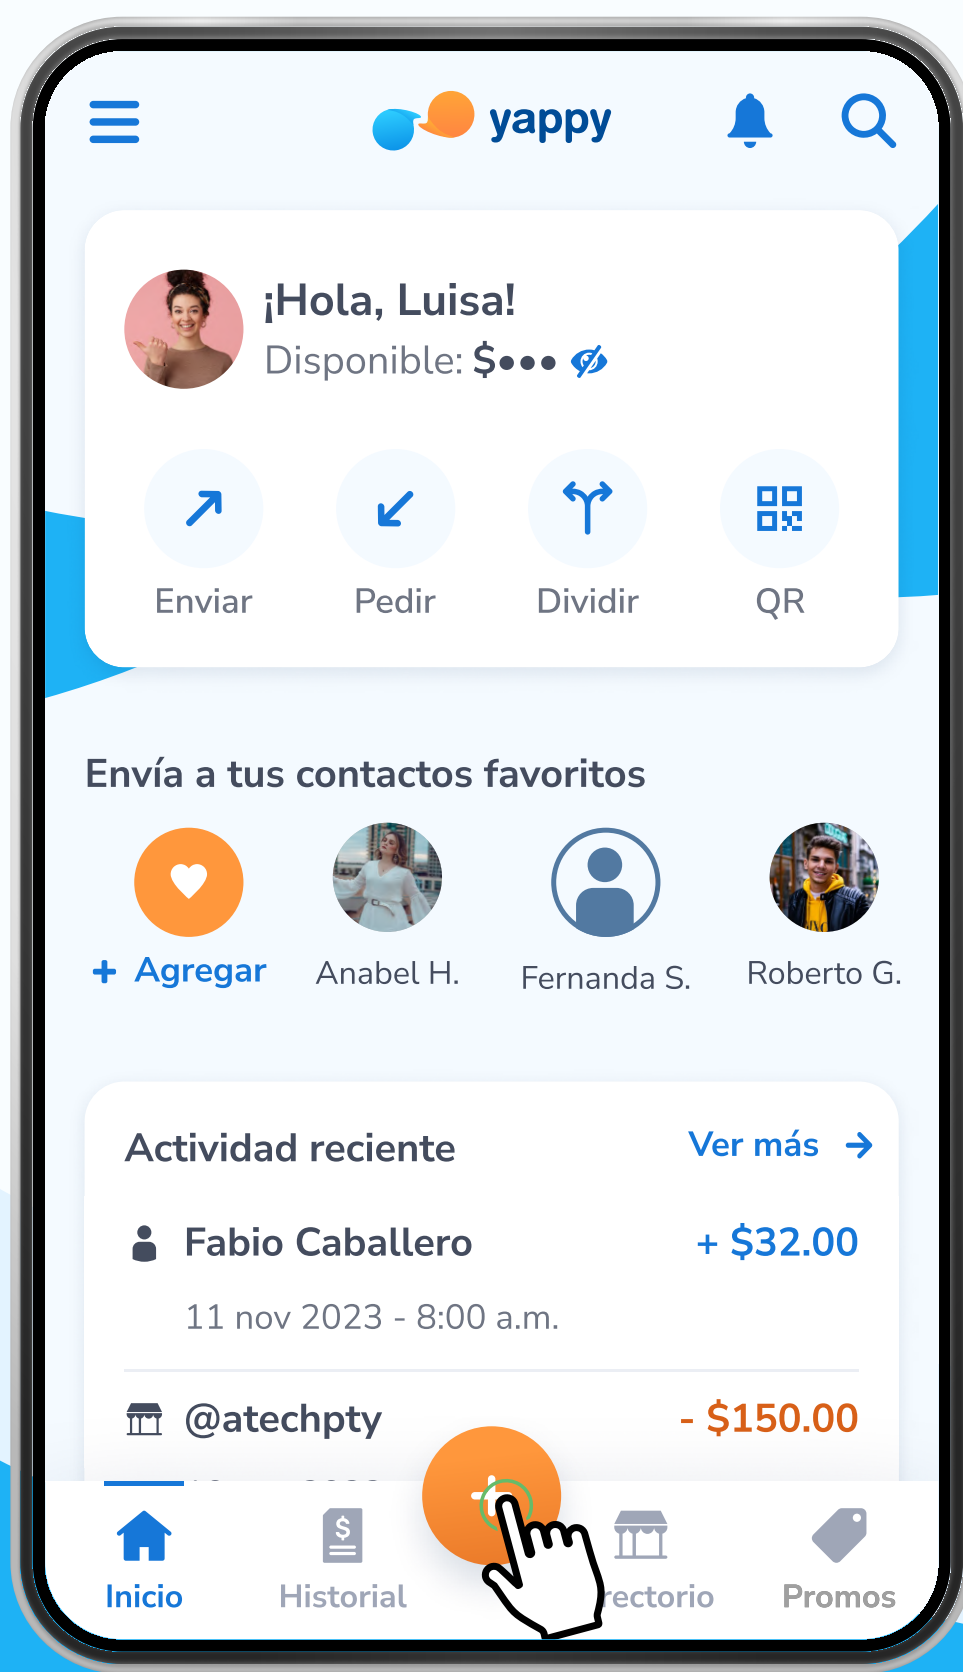 yappy
¡Hola, Luisa!
Disponible: $•••
Enviar Pedir Dividir QR
Envía a tus contactos favoritos
+ Agregar Anabel H. Fernanda S. Roberto G.
Actividad reciente Ver más →
Fabio Caballero + $32.00
11 nov 2023 - 8:00 a.m.
@atechpty - $150.00
Inicio Historial rectorio Promos